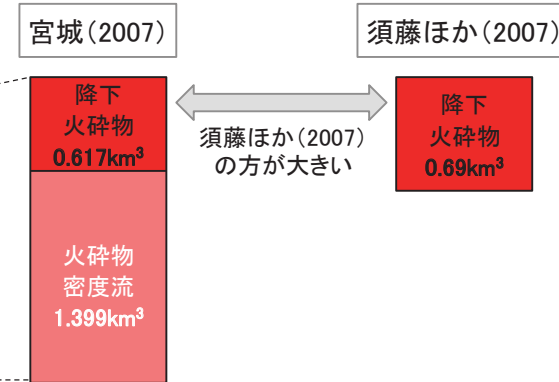 宮城(2007)
須藤ほか(2007)
降下
火砕物
0.617km³
須藤ほか(2007)
の方が大きい
降下
火砕物
0.69km³
火砕物
密度流
1.399km³